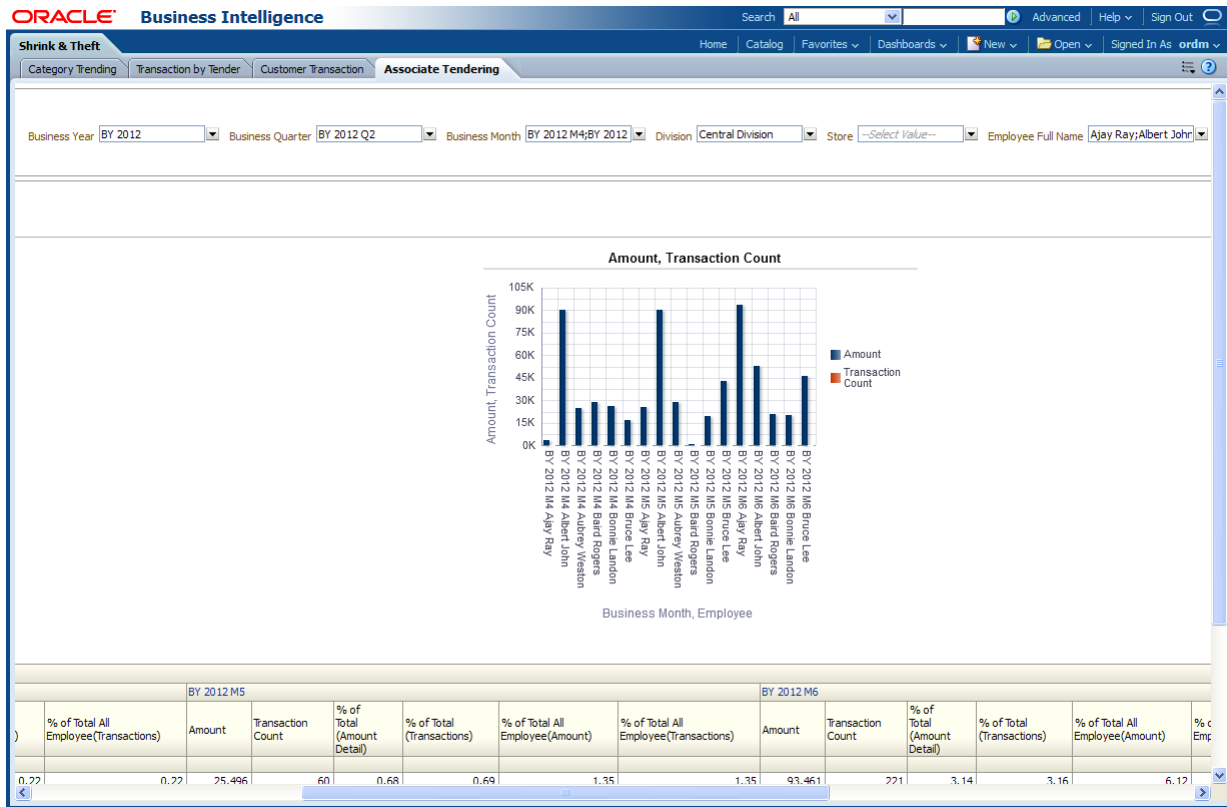 ORACLE Business Intelligence
Search All Advanced Help Sign Out
Shrink & Theft
Home Catalog Favorites Dashboards New Open Signed In As ordm
Category Trending Transaction by Tender Customer Transaction Associate Tendering
Business Year BY 2012 Business Quarter BY 2012 Q2 Business Month BY 2012 M4;BY 2012 Division Central Division Store --Select Value-- Employee Full Name Ajay Ray;Albert John
Amount, Transaction Count
Amount, Transaction Count
105K
90K
75K
60K
45K
30K
15K
0K
Amount
Transaction
Count
BY 2012 M4 Ajay Ray
BY 2012 M4 Albert John
BY 2012 M4 Aubrey Weston
BY 2012 M4 Baird Rogers
BY 2012 M4 Bonnie Landon
BY 2012 M4 Bruce Lee
BY 2012 M5 Ajay Ray
BY 2012 M5 Albert John
BY 2012 M5 Aubrey Weston
BY 2012 M5 Baird Rogers
BY 2012 M5 Bonnie Landon
BY 2012 M5 Bruce Lee
BY 2012 M6 Ajay Ray
BY 2012 M6 Albert John
BY 2012 M6 Baird Rogers
BY 2012 M6 Bonnie Landon
BY 2012 M6 Bruce Lee
Business Month, Employee
BY 2012 M5 BY 2012 M6
) % of Total All Employee(Transactions) Amount Transaction Count % of Total (Amount Detail) % of Total (Transactions) % of Total All Employee(Amount) % of Total All Employee(Transactions) Amount Transaction Count % of Total (Amount Detail) % of Total (Transactions) % of Total All Employee(Amount)
0.22 0.22 25,496 60 0.68 0.69 1.35 1.35 93,461 221 3.14 3.16 6.12